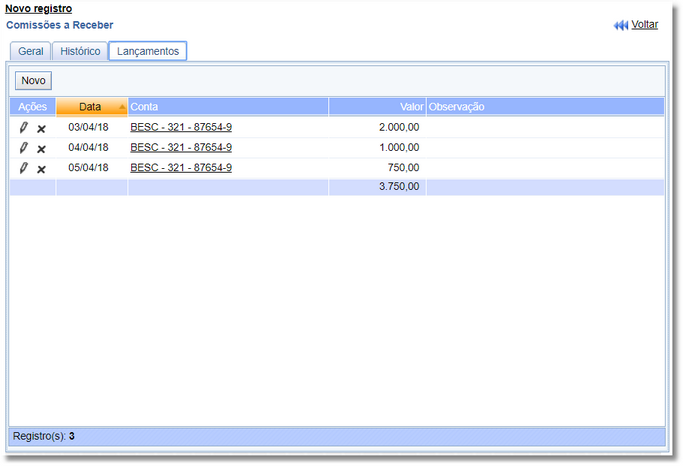 Novo registro
Comissões a Receber
Voltar
Geral Histórico Lançamentos
Novo
Ações Data Conta Valor Observação
03/04/18 BESC - 321 - 87654-9 2.000,00
04/04/18 BESC - 321 - 87654-9 1.000,00
05/04/18 BESC - 321 - 87654-9 750,00
3.750,00
Registro(s): 3